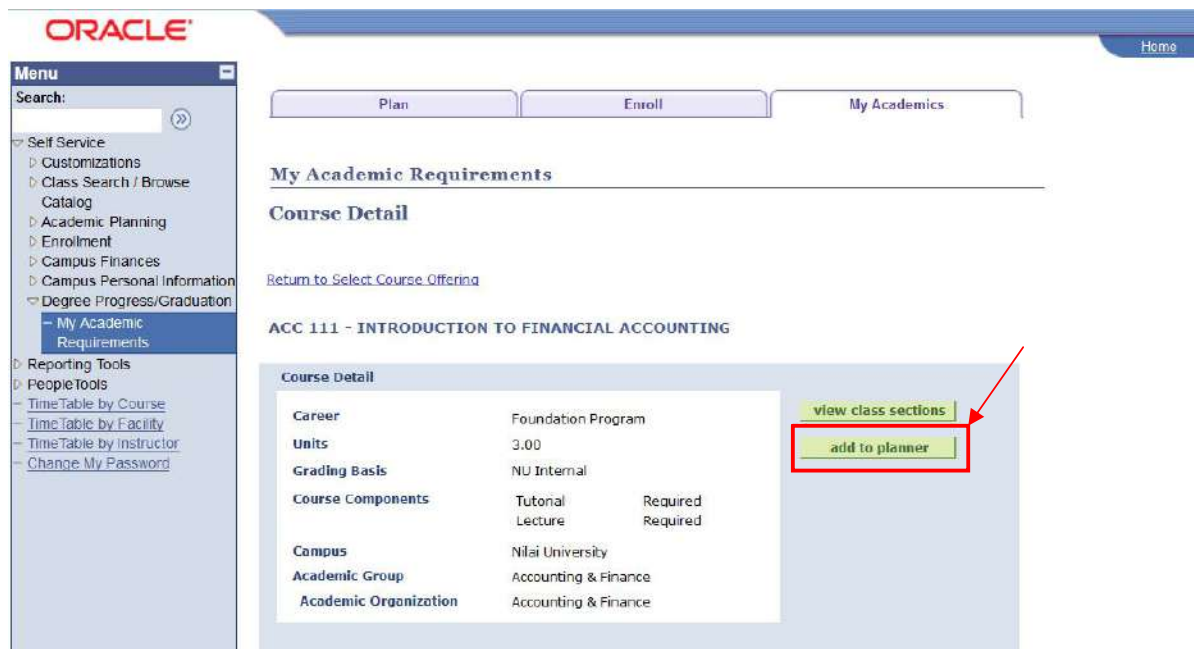 ORACLE'
Home
Menu
Search:
Self Service
Customizations
Class Search / Browse
Catalog
Academic Planning
Enrollment
Campus Finances
Campus Personal Information
Degree Progress/Graduation
– My Academic
Requirements
Reporting Tools
PeopleTools
– TimeTable by Course
– TimeTable by Facility
– TimeTable by Instructor
– Change My Password
Plan Enroll My Academics
My Academic Requirements
Course Detail
Return to Select Course Offering
ACC 111 - INTRODUCTION TO FINANCIAL ACCOUNTING
Course Detail
Career Foundation Program
Units 3.00
Grading Basis NU Internal
Course Components Tutorial Required
Lecture Required
Campus Nilai University
Academic Group Accounting & Finance
Academic Organization Accounting & Finance
view class sections
add to planner